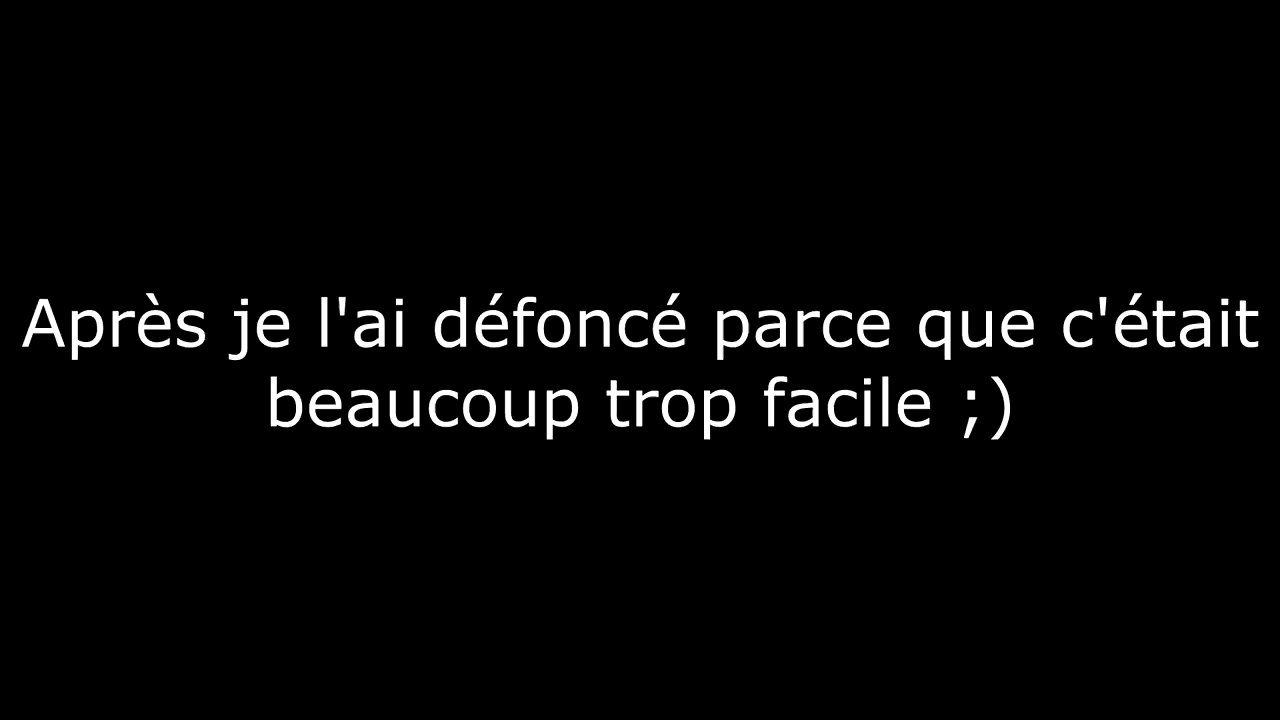 Après je l'ai défoncé parce que c'était
beaucoup trop facile ;)